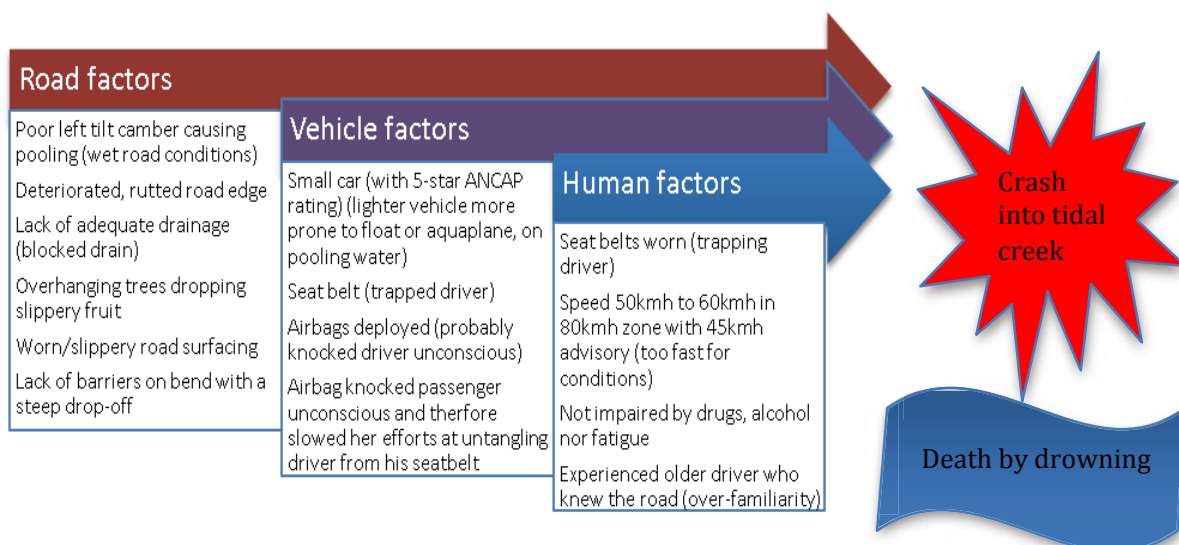 Road factors
Poor left tilt camber causing
pooling (wet road conditions)
Deteriorated, rutted road edge
Lack of adequate drainage
(blocked drain)
Overhanging trees dropping
slippery fruit
Worn/slippery road surfacing
Lack of barriers on bend with a
steep drop-off
Vehicle factors
Small car (with 5-star ANCAP
rating) (lighter vehicle more
prone to float or aquaplane, on
pooling water)
Seat belt (trapped driver)
Airbags deployed (probably
knocked driver unconscious)
Airbag knocked passenger
unconscious and therfore
slowed her efforts at untangling
driver from his seatbelt
Human factors
Seat belts worn (trapping
driver)
Speed 50kmh to 60kmh in
80kmh zone with 45kmh
advisory (too fast for
conditions)
Not impaired by drugs, alcohol
nor fatigue
Experienced older driver who
knew the road (over-familiarity)
Crash
into tidal
creek
Death by drowning